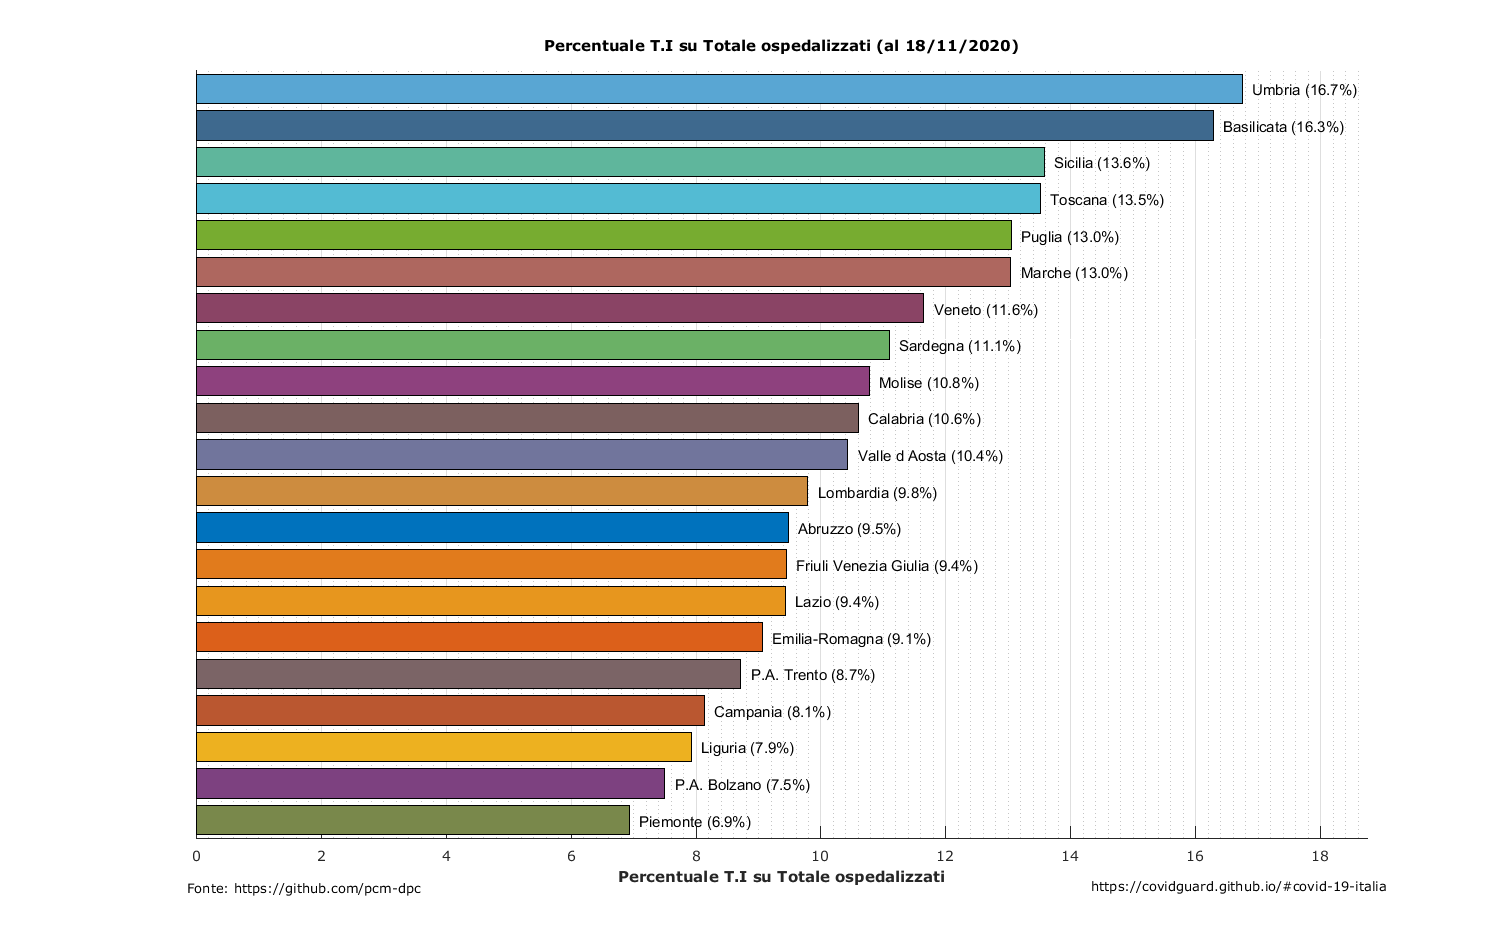 Percentuale T.I su Totale ospedalizzati (al 18/11/2020)
Umbria (16.7%)
Basilicata (16.3%)
Sicilia (13.6%)
Toscana (13.5%)
Puglia (13.0%)
Marche (13.0%)
Veneto (11.6%)
Sardegna (11.1%)
Molise (10.8%)
Calabria (10.6%)
Valle d Aosta (10.4%)
Lombardia (9.8%)
Abruzzo (9.5%)
Friuli Venezia Giulia (9.4%)
Lazio (9.4%)
Emilia-Romagna (9.1%)
P.A. Trento (8.7%)
Campania (8.1%)
Liguria (7.9%)
P.A. Bolzano (7.5%)
Piemonte (6.9%)
0 2 4 6 8 10 12 14 16 18
Percentuale T.I su Totale ospedalizzati
Fonte: https://github.com/pcm-dpc
https://covidguard.github.io/#covid-19-italia